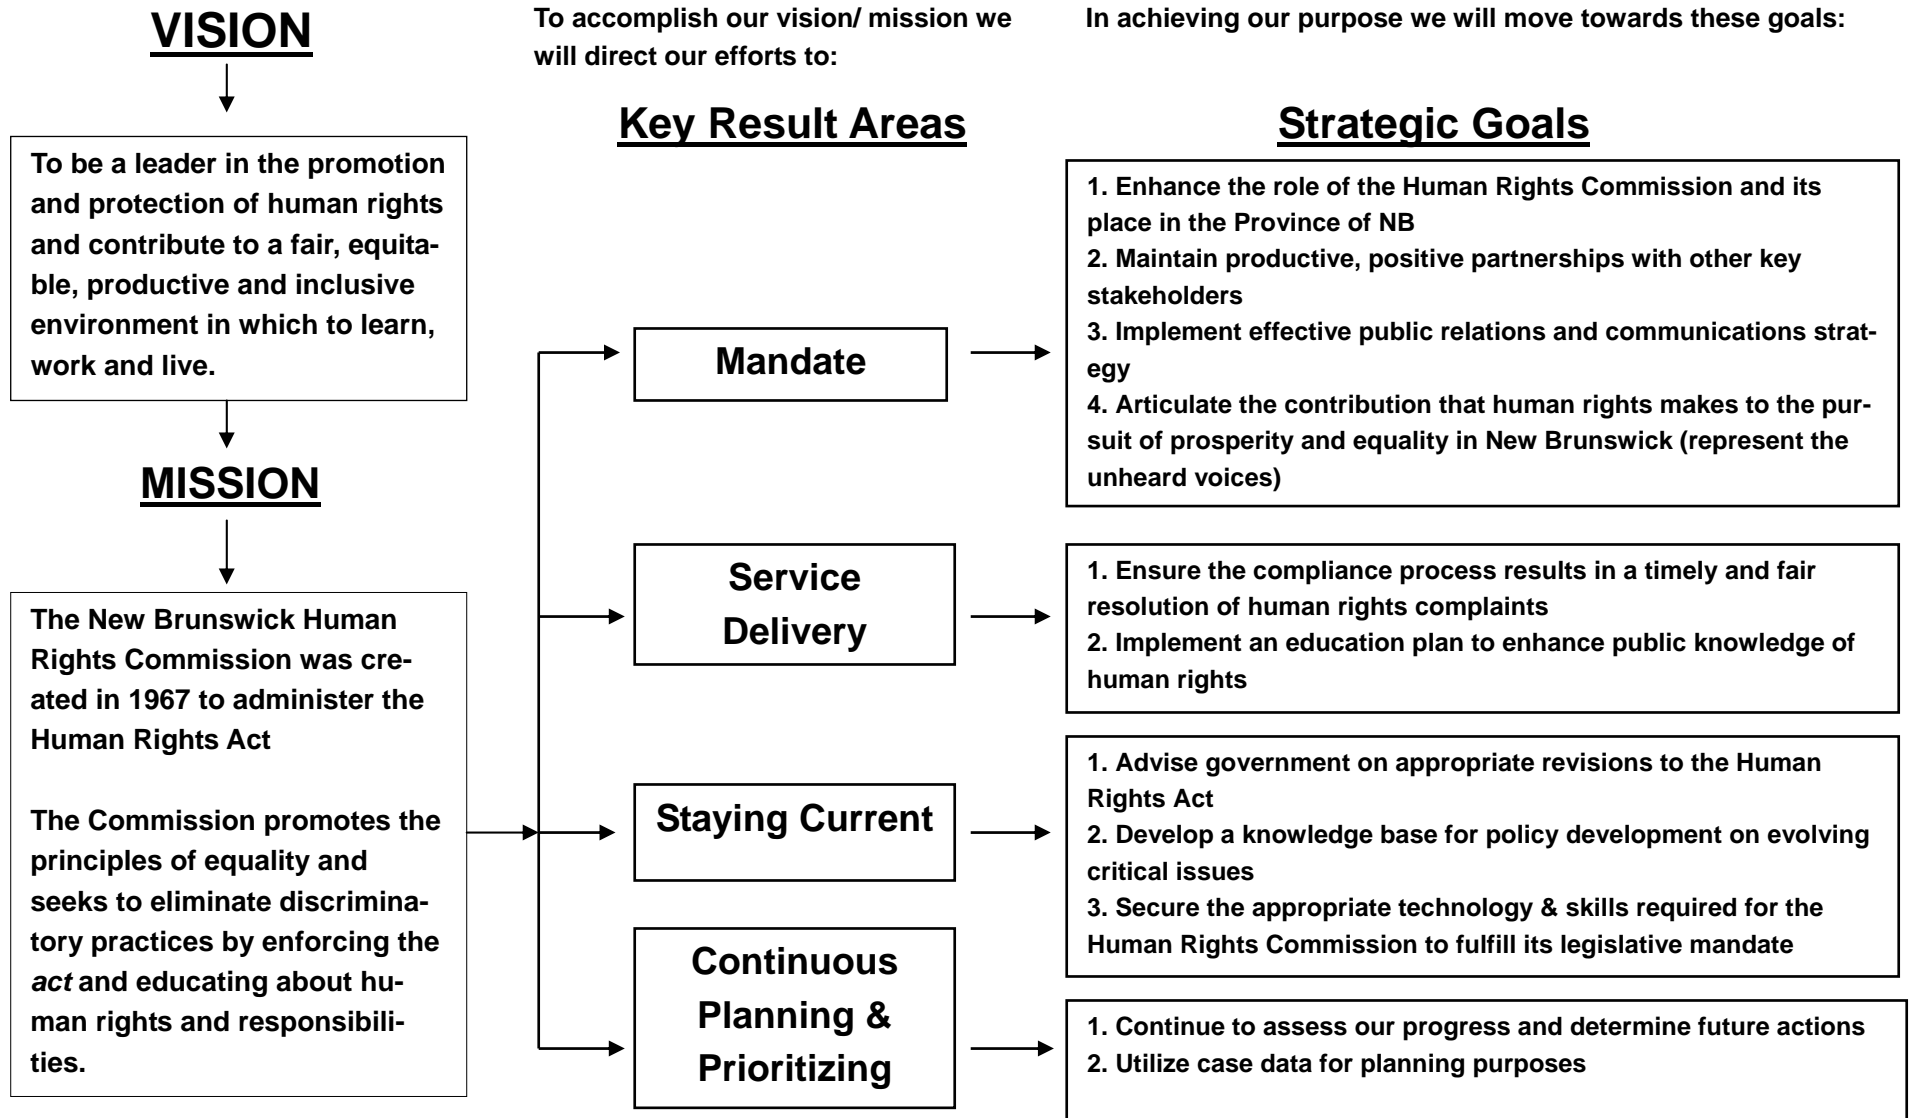 VISION
To be a leader in the promotion
and protection of human rights
and contribute to a fair, equita-
ble, productive and inclusive
environment in which to learn,
work and live.
MISSION
The New Brunswick Human
Rights Commission was cre-
ated in 1967 to administer the
Human Rights Act
The Commission promotes the
principles of equality and
seeks to eliminate discrimina-
tory practices by enforcing the
act and educating about hu-
man rights and responsibili-
ties.
To accomplish our vision/ mission we
will direct our efforts to:
Key Result Areas
Mandate
Service
Delivery
Staying Current
Continuous
Planning &
Prioritizing
In achieving our purpose we will move towards these goals:
Strategic Goals
1. Enhance the role of the Human Rights Commission and its
place in the Province of NB
2. Maintain productive, positive partnerships with other key
stakeholders
3. Implement effective public relations and communications strat-
egy
4. Articulate the contribution that human rights makes to the pur-
suit of prosperity and equality in New Brunswick (represent the
unheard voices)
1. Ensure the compliance process results in a timely and fair
resolution of human rights complaints
2. Implement an education plan to enhance public knowledge of
human rights
1. Advise government on appropriate revisions to the Human
Rights Act
2. Develop a knowledge base for policy development on evolving
critical issues
3. Secure the appropriate technology & skills required for the
Human Rights Commission to fulfill its legislative mandate
1. Continue to assess our progress and determine future actions
2. Utilize case data for planning purposes